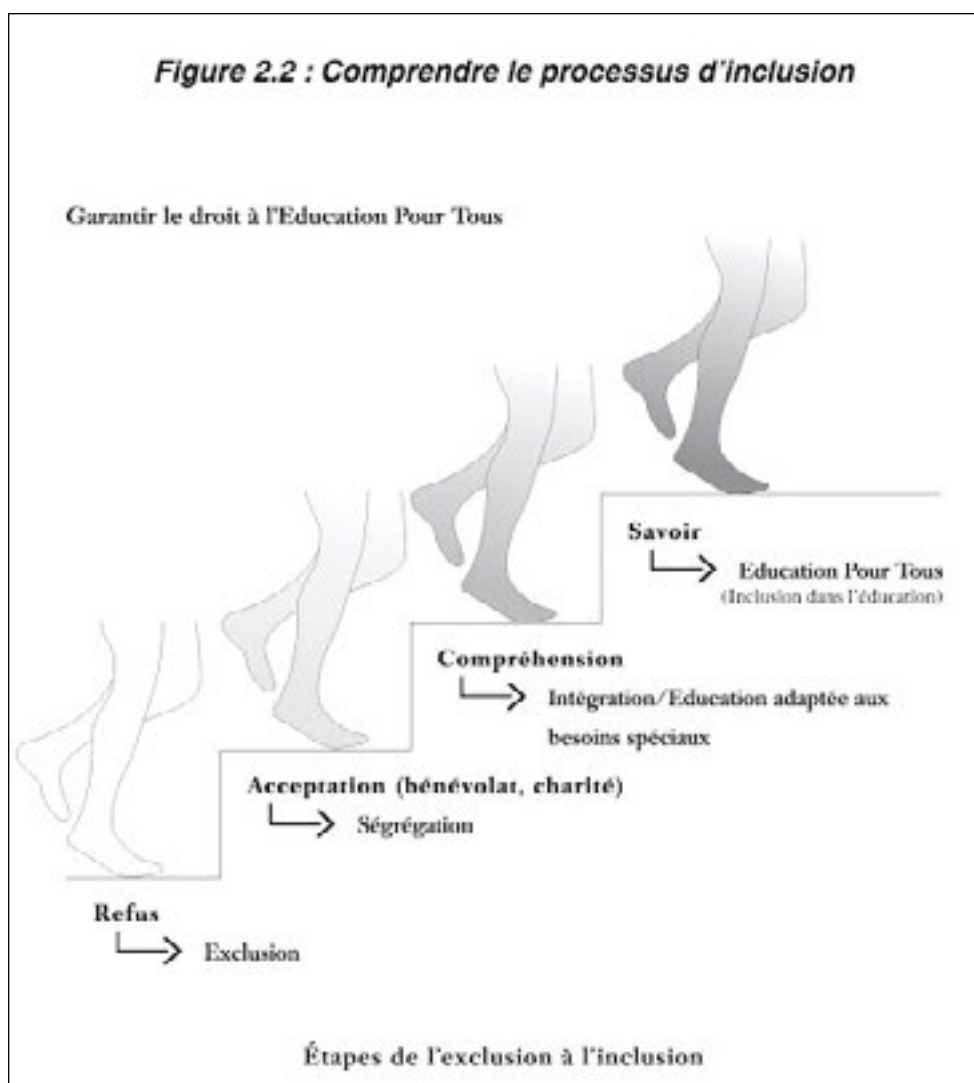 Figure 2.2 : Comprendre le processus d'inclusion
Garantir le droit à l'Education Pour Tous
Savoir
Education Pour Tous
(Inclusion dans l'éducation)
Compréhension
Intégration/Education adaptée aux
besoins spéciaux
Acceptation (bénévolat, charité)
Ségrégation
Refus
Exclusion
Étapes de l'exclusion à l'inclusion